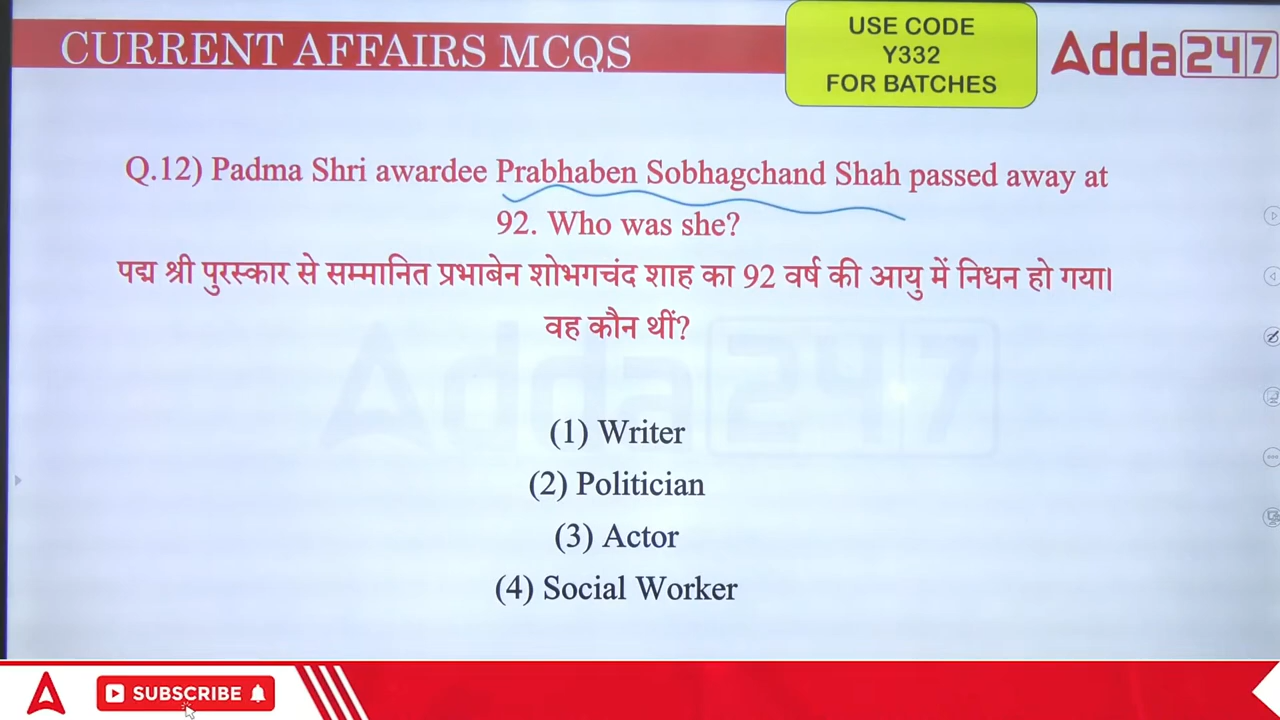 CURRENT AFFAIRS MCQS
USE CODE
Y332
FOR BATCHES
Adda247
Q.12) Padma Shri awardee Prabhaben Sobhagchand Shah passed away at
92. Who was she?
पद्म श्री पुरस्कार से सम्मानित प्रभाबेन शोभगचंद शाह का 92 वर्ष की आयु में निधन हो गया।
वह कौन थीं?
Adda247
(1) Writer
(2) Politician
(3) Actor
(4) Social Worker
SUBSCRIBE